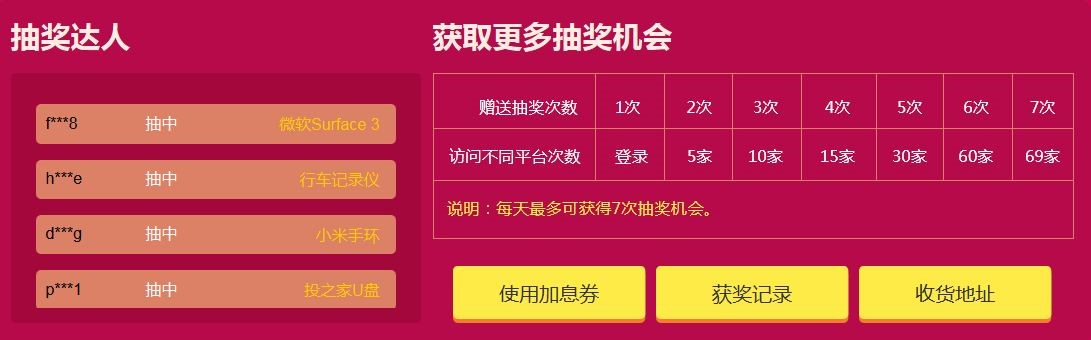 抽奖达人
f***8 抽中 微软Surface 3
h***e 抽中 行车记录仪
d***g 抽中 小米手环
p***1 抽中 投之家U盘
获取更多抽奖机会
赠送抽奖次数 1次 2次 3次 4次 5次 6次 7次
访问不同平台次数 登录 5家 10家 15家 30家 60家 69家
说明：每天最多可获得7次抽奖机会。
使用加息券 获奖记录 收货地址